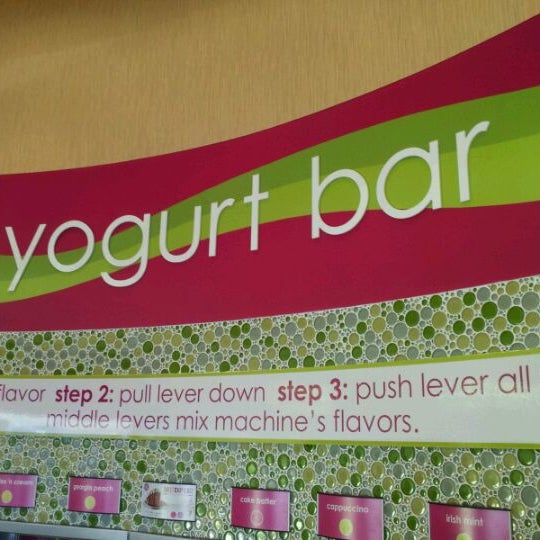 yogurt bar
flavor step 2: pull lever down step 3: push lever all
middle levers mix machine's flavors.
georgia peach
cake batter
cappuccino
irish mint